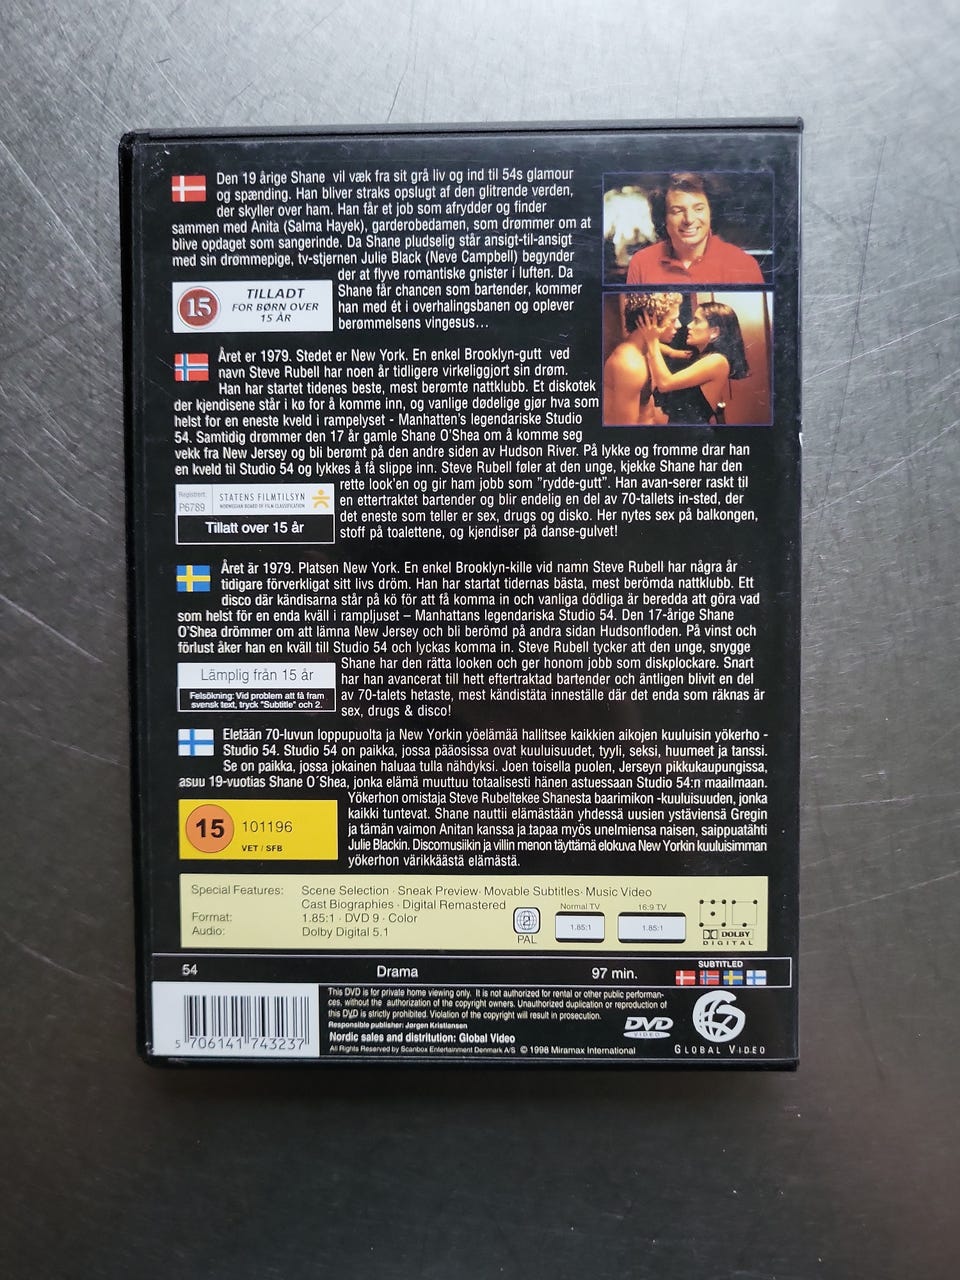 Den 19 årige Shane vil væk fra sit grå liv og ind til 54s glamour
og spænding. Han bliver straks opslugt af den glitrende verden,
der skyller over ham. Han får et job som afrydder og finder
sammen med Anita (Salma Hayek), garderobedamen, som drømmer om at
blive opdaget som sangerinde. Da Shane pludselig står ansigt-til-ansigt
med sin drømmepige, tv-stjernen Julie Black (Neve Campbell) begynder
der at flyve romantiske gnister i luften. Da
Shane får chancen som bartender, kommer
han med ét i overhalingsbanen og oplever
berømmelsens vingesus...
15
TILLADT
FOR BØRN OVER
15 ÅR
Året er 1979. Stedet er New York. En enkel Brooklyn-gutt ved
navn Steve Rubell har noen år tidligere virkeliggjort sin drøm.
Han har startet tidenes beste, mest berømte nattklubb. Et diskotek
der kjendisene står i kø for å komme inn, og vanlige dødelige gjør hva som
helst for en eneste kveld i rampelyset - Manhatten's legendariske Studio
54. Samtidig drømmer den 17 år gamle Shane O'Shea om å komme seg
vekk fra New Jersey og bli berømt på den andre siden av Hudson River. På lykke og fromme drar han
en kveld til Studio 54 og lykkes å få slippe inn. Steve Rubell føler at den unge, kjekke Shane har den
rette look'en og gir ham jobb som "rydde-gutt". Han avan-serer raskt til
en ettertraktet bartender og blir endelig en del av 70-tallets in-sted, der
det eneste som teller er sex, drugs og disko. Her nytes sex på balkongen,
stoff på toalettene, og kjendiser på danse-gulvet!
Registrert:
P6789
STATENS FILMTILSYN
NORWEGIAN BOARD OF FILM CLASSIFICATION
Tillatt over 15 år
Året är 1979. Platsen New York. En enkel Brooklyn-kille vid namn Steve Rubell har några år
tidigare förverkligat sitt livs dröm. Han har startat tidernas bästa, mest berömda nattklubb. Ett
disco där kändisarna står på kö för att få komma in och vanliga dödliga är beredda att göra vad
som helst för en enda kväll i rampljuset – Manhattans legendariska Studio 54. Den 17-årige Shane
O'Shea drömmer om att lämna New Jersey och bli berömd på andra sidan Hudsonfloden. På vinst och
förlust åker han en kväll till Studio 54 och lyckas komma in. Steve Rubell tycker att den unge, snygge
Shane har den rätta looken och ger honom jobb som diskplockare. Snart
har han avancerat till hett eftertraktad bartender och äntligen blivit en del
av 70-talets hetaste, mest kändistäta inneställe där det enda som räknas är
sex, drugs & disco!
Lämplig från 15 år
Felsökning: Vid problem att få fram
svensk text, tryck "Subtitle" och 2.
Eletään 70-luvun loppupuolta ja New Yorkin yöelämää hallitsee kaikkien aikojen kuuluisin yökerho -
Studio 54. Studio 54 on paikka, jossa pääosissa ovat kuuluisuudet, tyyli, seksi, huumeet ja tanssi.
Se on paikka, jossa jokainen haluaa tulla nähdyksi. Joen toisella puolen, Jerseyn pikkukaupungissa,
asuu 19-vuotias Shane O´Shea, jonka elämä muuttuu totaalisesti hänen astuessaan Studio 54:n maailmaan.
Yökerhon omistaja Steve Rubeltekee Shanesta baarimikon -kuuluisuuden, jonka
kaikki tuntevat. Shane nauttii elämästään yhdessä uusien ystäviensä Gregin
ja tämän vaimon Anitan kanssa ja tapaa myös unelmiensa naisen, saippuatähti
Julie Blackin. Discomusiikin ja villin menon täyttämä elokuva New Yorkin kuuluisimman
yökerhon värikkäästä elämästä.
15
101196
VET / SFB
Special Features: Scene Selection · Sneak Preview· Movable Subtitles· Music Video
Cast Biographies · Digital Remastered
Format: 1.85:1 · DVD 9 · Color
Audio: Dolby Digital 5.1
2
PAL
Normal TV
1.85:1
16:9 TV
1.85:1
DOLBY
DIGITAL
54 Drama 97 min.
SUBTITLED
5 706141 743237
This DVD is for private home viewing only. It is not authorized for rental or other public performan-
ces, without the authorization of the copyright owners. Unauthorized duplication or reproduction of
this DVD is strictly prohibited. Violation of the copyright will result in prosecution.
Responsible publisher: Jørgen Kristiansen
Nordic sales and distrítution: Global Video
All Rights Reserved by Scanbox Entertainment Denmark A/S © 1998 Miramax International
DVD
VIDEO
GLOBAL VIDEO